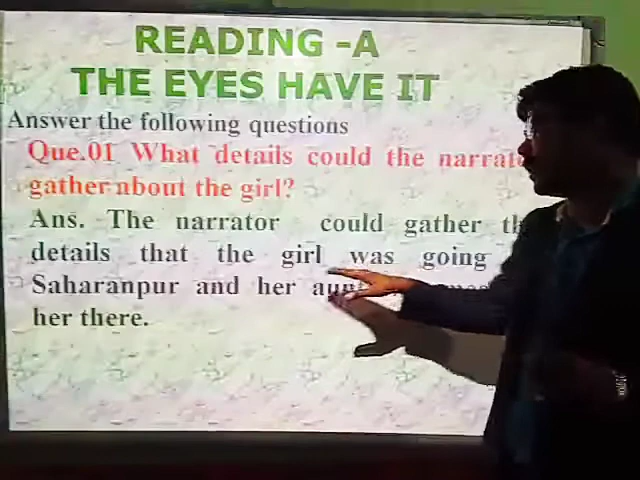 READING -A
THE EYES HAVE IT
Answer the following questions
Que.01 What details could the
gather about the girl?
Ans. The narrator could gather
details that the girl was going
Saharanpur and her
her there.